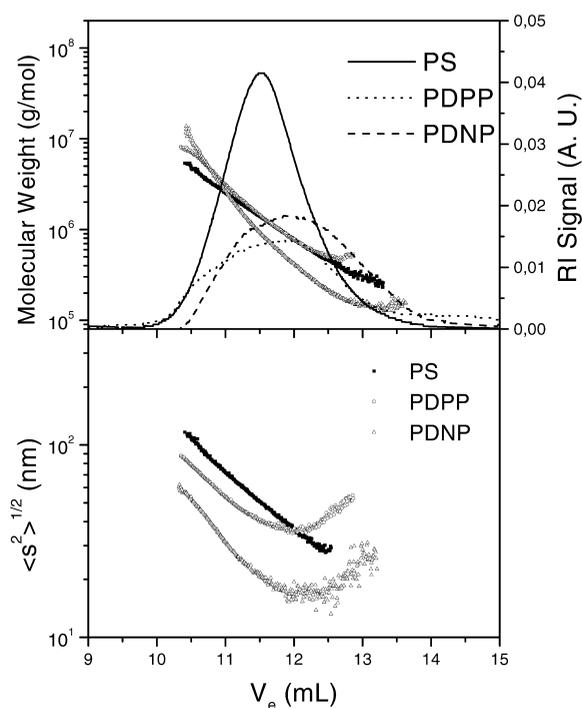 Molecular Weight (g/mol)
10⁸
10⁷
10⁶
10⁵
PS
PDPP
PDNP
0,05
0,04
0,03
0,02
0,01
0,00
RI Signal (A. U.)
<s²>^1/2 (nm)
10²
10¹
PS
PDPP
PDNP
9 10 11 12 13 14 15
Vₑ (mL)